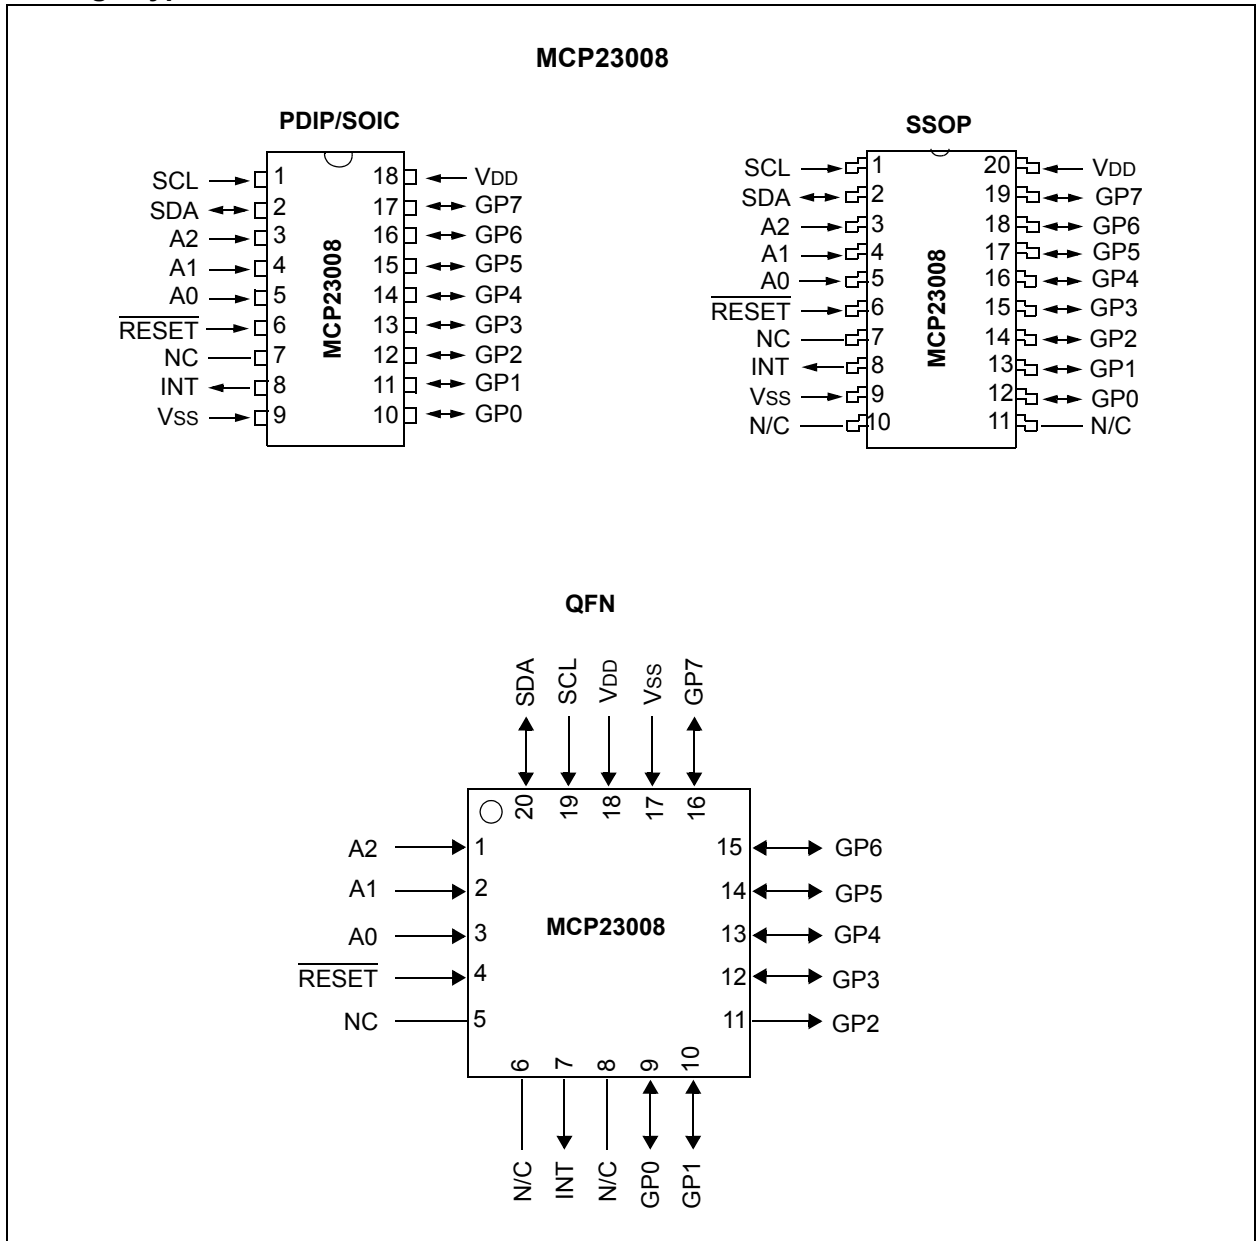 MCP23008
PDIP/SOIC
SCL 1 18 VDD
SDA 2 17 GP7
A2 3 16 GP6
A1 4 15 GP5
A0 5 14 GP4
RESET 6 13 GP3
NC 7 12 GP2
INT 8 11 GP1
VSS 9 10 GP0
MCP23008
SSOP
SCL 1 20 VDD
SDA 2 19 GP7
A2 3 18 GP6
A1 4 17 GP5
A0 5 16 GP4
RESET 6 15 GP3
NC 7 14 GP2
INT 8 13 GP1
VSS 9 12 GP0
N/C 10 11 N/C
MCP23008
QFN
SDA SCL VDD VSS GP7
20 19 18 17 16
A2 1 15 GP6
A1 2 14 GP5
A0 3 MCP23008 13 GP4
RESET 4 12 GP3
NC 5 11 GP2
6 7 8 9 10
N/C INT N/C GP0 GP1